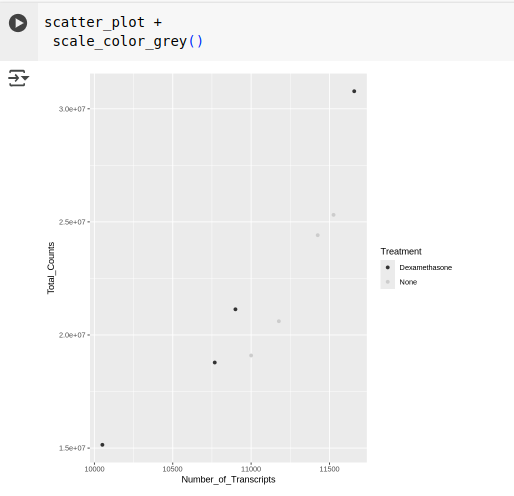 scatter_plot +
scale_color_grey()
3.0e+07
2.5e+07
2.0e+07
1.5e+07
Total_Counts
10000 10500 11000 11500
Number_of_Transcripts
Treatment
Dexamethasone
None